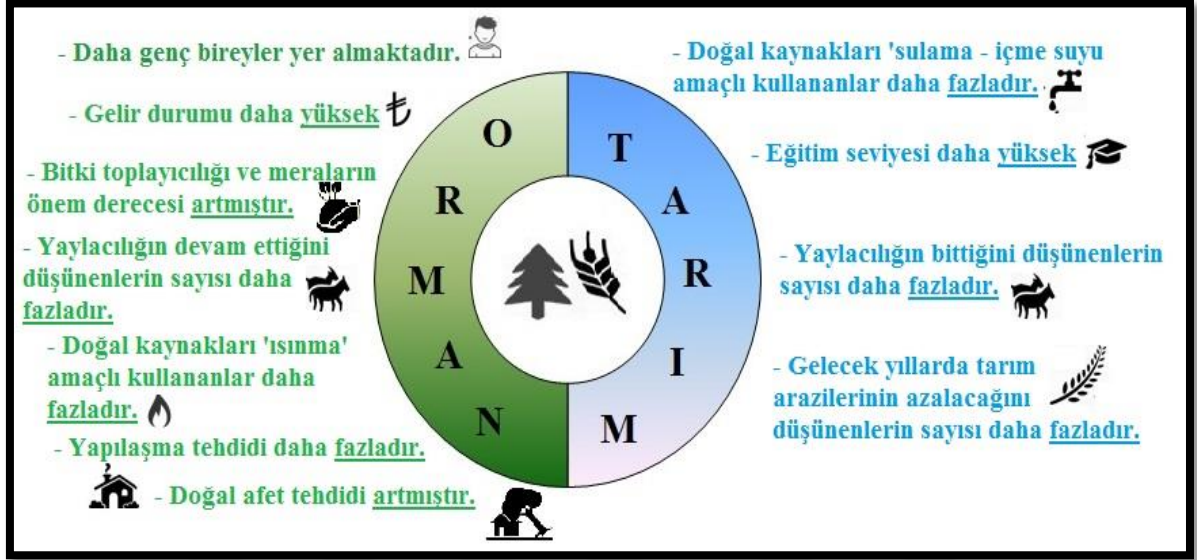 - Daha genç bireyler yer almaktadır.
- Gelir durumu daha yüksek
- Bitki toplayıcılığı ve meraların
önem derecesi artmıştır.
- Yaylacılığın devam ettiğini
düşünenlerin sayısı daha
fazladır.
- Doğal kaynakları 'ısınma'
amaçlı kullananlar daha
fazladır.
- Yapılaşma tehdidi daha fazladır.
- Doğal afet tehdidi artmıştır.
ORMAN
TARIM
- Doğal kaynakları 'sulama - içme suyu
amaçlı kullananlar daha fazladır.
- Eğitim seviyesi daha yüksek
- Yaylacılığın bittiğini düşünenlerin
sayısı daha fazladır.
- Gelecek yıllarda tarım
arazilerinin azalacağını
düşünenlerin sayısı daha fazladır.